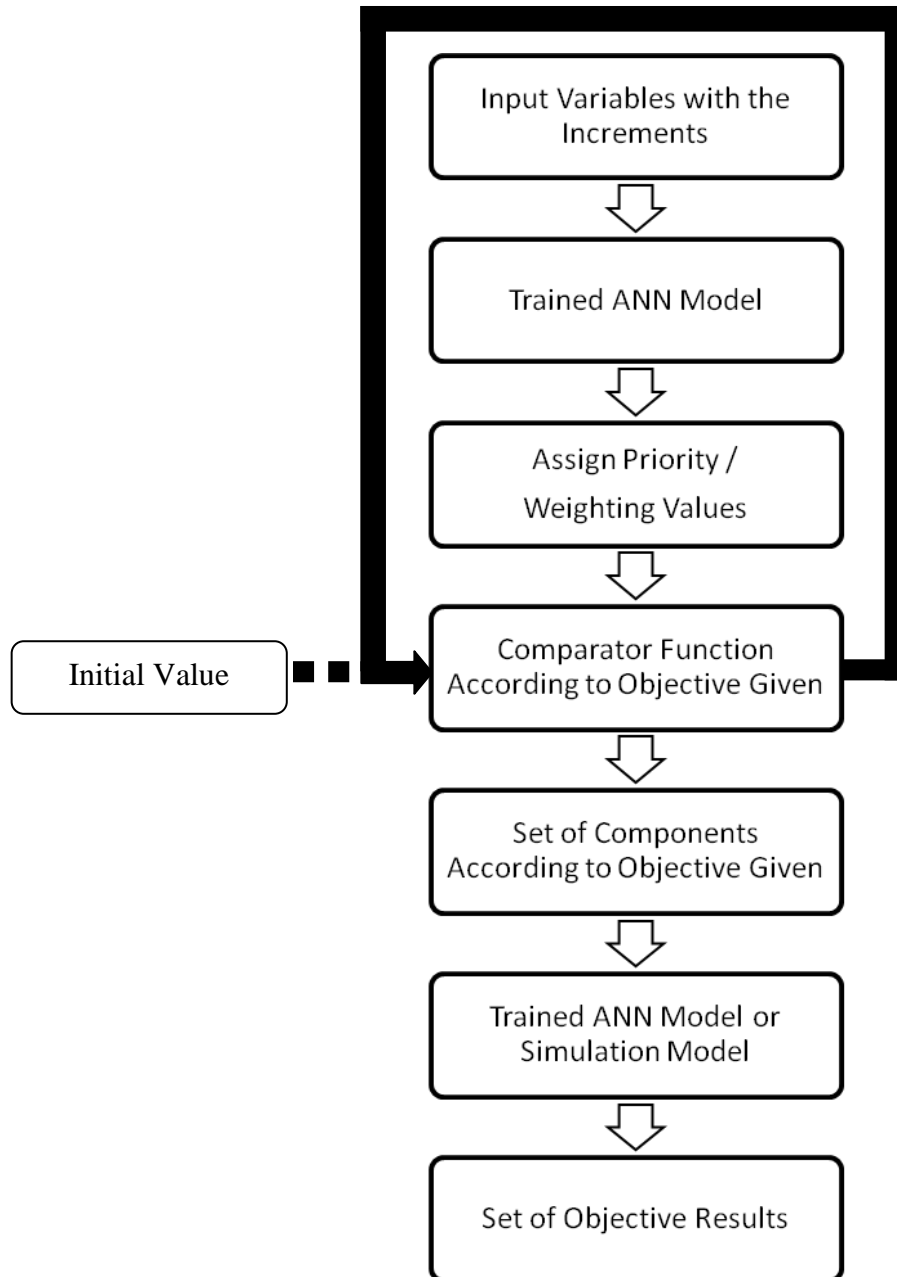 Input Variables with the
Increments
Trained ANN Model
Assign Priority /
Weighting Values
Initial Value
Comparator Function
According to Objective Given
Set of Components
According to Objective Given
Trained ANN Model or
Simulation Model
Set of Objective Results